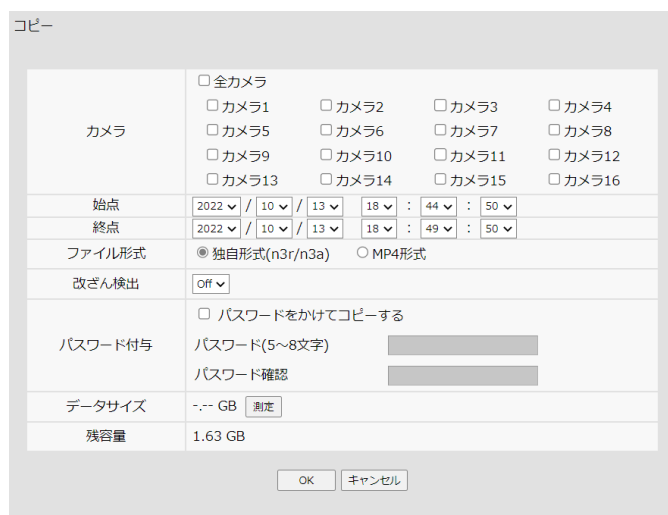 コピー
カメラ
全カメラ
カメラ1 カメラ2 カメラ3 カメラ4
カメラ5 カメラ6 カメラ7 カメラ8
カメラ9 カメラ10 カメラ11 カメラ12
カメラ13 カメラ14 カメラ15 カメラ16
始点 2022 / 10 / 13 18 : 44 : 50
終点 2022 / 10 / 13 18 : 49 : 50
ファイル形式 独自形式(n3r/n3a) MP4形式
改ざん検出 Off
パスワード付与
パスワードをかけてコピーする
パスワード(5～8文字)
パスワード確認
データサイズ -.-- GB 測定
残容量 1.63 GB
OK キャンセル